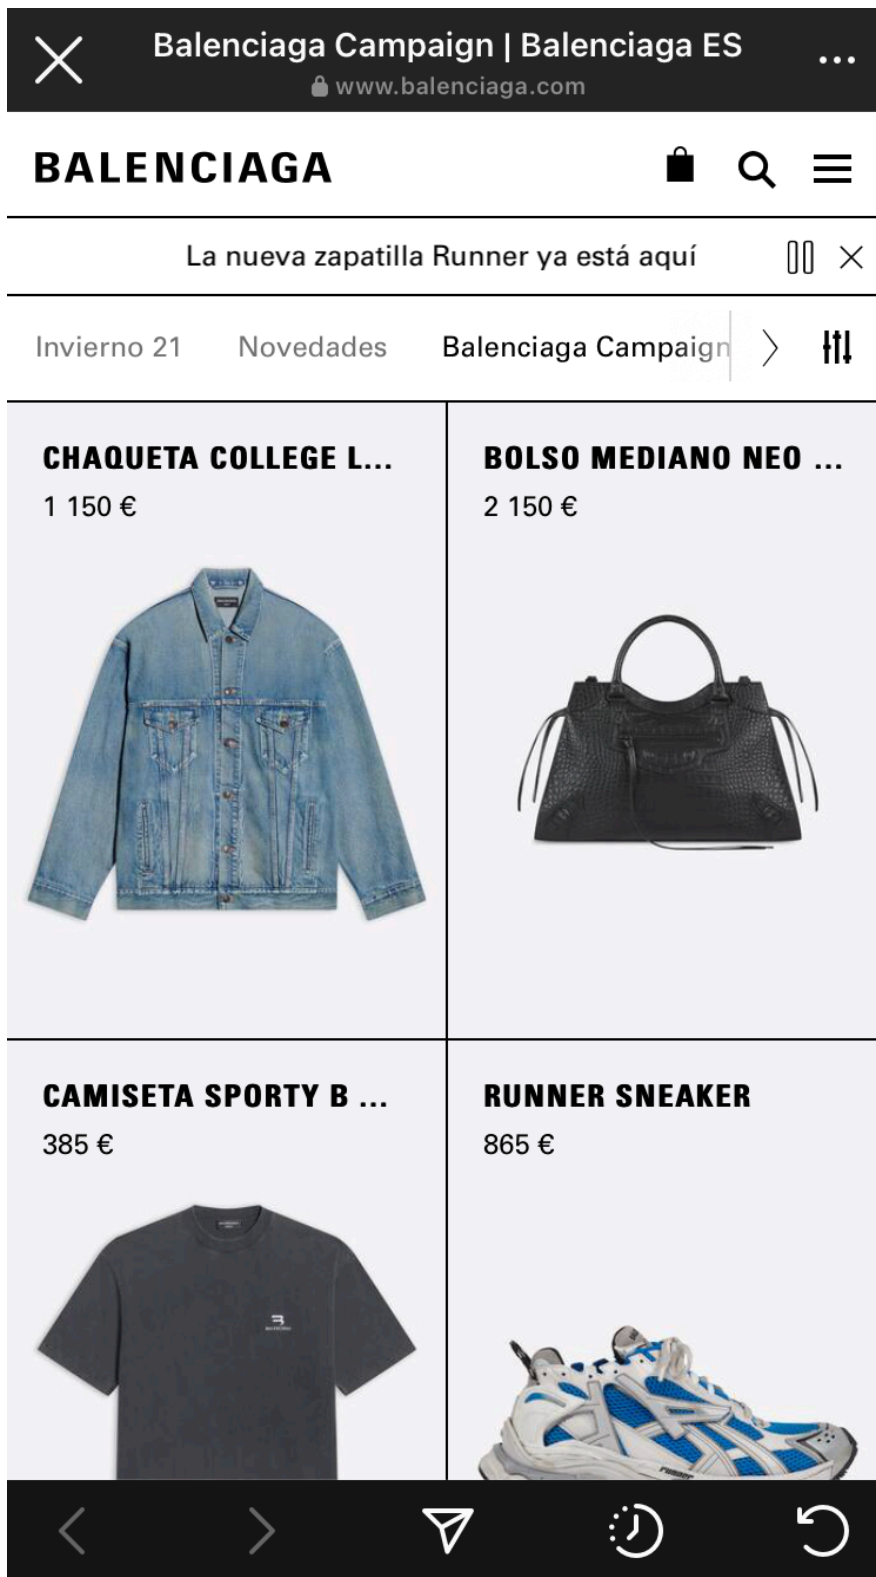 Balenciaga Campaign | Balenciaga ES
www.balenciaga.com
BALENCIAGA
La nueva zapatilla Runner ya está aquí
Invierno 21 Novedades Balenciaga Campaign
CHAQUETA COLLEGE L...
1 150 €
BOLSO MEDIANO NEO ...
2 150 €
CAMISETA SPORTY B ...
385 €
RUNNER SNEAKER
865 €
runner